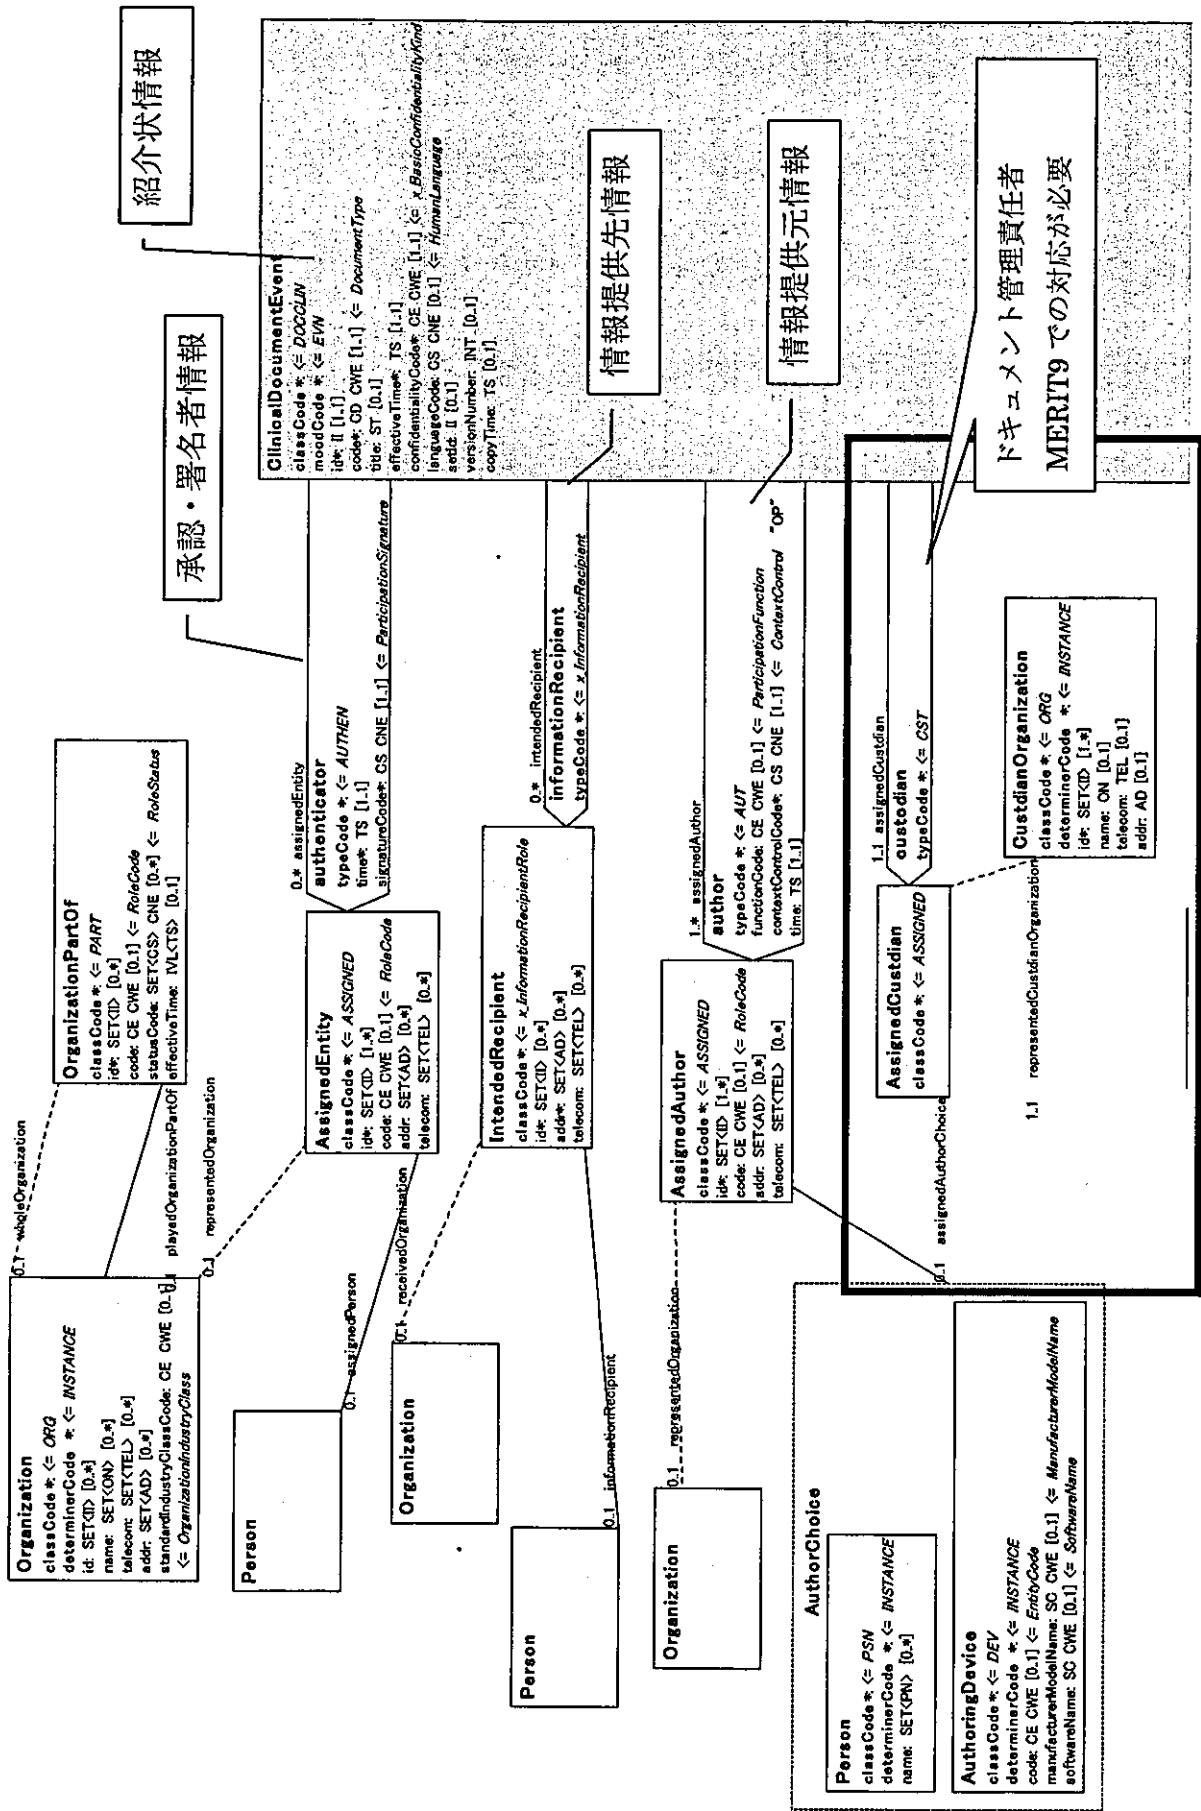 Organization
classCode*: <= ORG
determinerCode *: <= INSTANCE
id: SET<II> [0..*]
name: SET<ON> [0..*]
telecom: SET<TEL> [0..*]
addr: SET<AD> [0..*]
standardIndustryClassCode: CE CWE [0..1]
<= OrganizationIndustryClass
0..1 wholeOrganization
playedOrganizationPartOf
0..1 representedOrganization
OrganizationPartOf
classCode*: <= PART
id*: SET<II> [0..*]
code: CE CWE [0..1] <= RoleCode
statusCode: SET<CS> CNE [0..*] <= RoleStatus
effectiveTime: IVL<TS> [0..1]
承認・署名者情報
紹介状情報
Person
0..1 assignedPerson
AssignedEntity
classCode*: <= ASSIGNED
id*: SET<II> [1..*]
code: CE CWE [0..1] <= RoleCode
addr: SET<AD> [0..*]
telecom: SET<TEL> [0..*]
0..* assignedEntity
authenticator
typeCode *: <= AUTHEN
time*: TS [1..1]
signatureCode*: CS CNE [1..1] <= ParticipationSignature
ClinicalDocumentEvent
classCode *: <= DOCCLIN
moodCode *: <= EVN
id*: II [1..1]
code*: CD CWE [1..1] <= DocumentType
title: ST [0..1]
effectiveTime*: TS [1..1]
confidentialityCode*: CE CWE [1..1] <= x_BasicConfidentialityKind
languageCode: CS CNE [0..1] <= HumanLanguage
setId: II [0..1]
versionNumber: INT [0..1]
copyTime: TS [0..1]
Organization
0..1 receivedOrganization
IntendedRecipient
classCode*: <= x_InformationRecipientRole
id*: SET<II> [0..*]
addr*: SET<AD> [0..*]
telecom: SET<TEL> [0..*]
0..* intendedRecipient
informationRecipient
typeCode *: <= x_InformationRecipient
情報提供先情報
Person
0..1 informationRecipient
Organization
0..1 representedOrganization
AssignedAuthor
classCode*: <= ASSIGNED
id*: SET<II> [1..*]
code: CE CWE [0..1] <= RoleCode
addr: SET<AD> [0..*]
telecom: SET<TEL> [0..*]
1..* assignedAuthor
author
typeCode *: <= AUT
functionCode: CE CWE [0..1] <= ParticipationFunction
contextControlCode*: CS CNE [1..1] <= ContextControl "OP"
time: TS [1..1]
情報提供元情報
AuthorChoice
Person
classCode*: <= PSN
determinerCode *: <= INSTANCE
name: SET<PN> [0..*]
AuthoringDevice
classCode*: <= DEV
determinerCode *: <= INSTANCE
code: CE CWE [0..1] <= EntityCode
manufacturerModelName: SC CWE [0..1] <= ManufacturerModelName
softwareName: SC CWE [0..1] <= SoftwareName
0..1 assignedAuthorChoice
AssignedCustdian
classCode*: <= ASSIGNED
1..1 assignedCustdian
custodian
typeCode *: <= CST
1..1 representedCustdianOrganization
CustdianOrganization
classCode*: <= ORG
determinerCode *: <= INSTANCE
id*: SET<II> [1..*]
name: ON [0..1]
telecom: TEL [0..1]
addr: AD [0..1]
ドキュメント管理責任者
MERIT9 での対応が必要